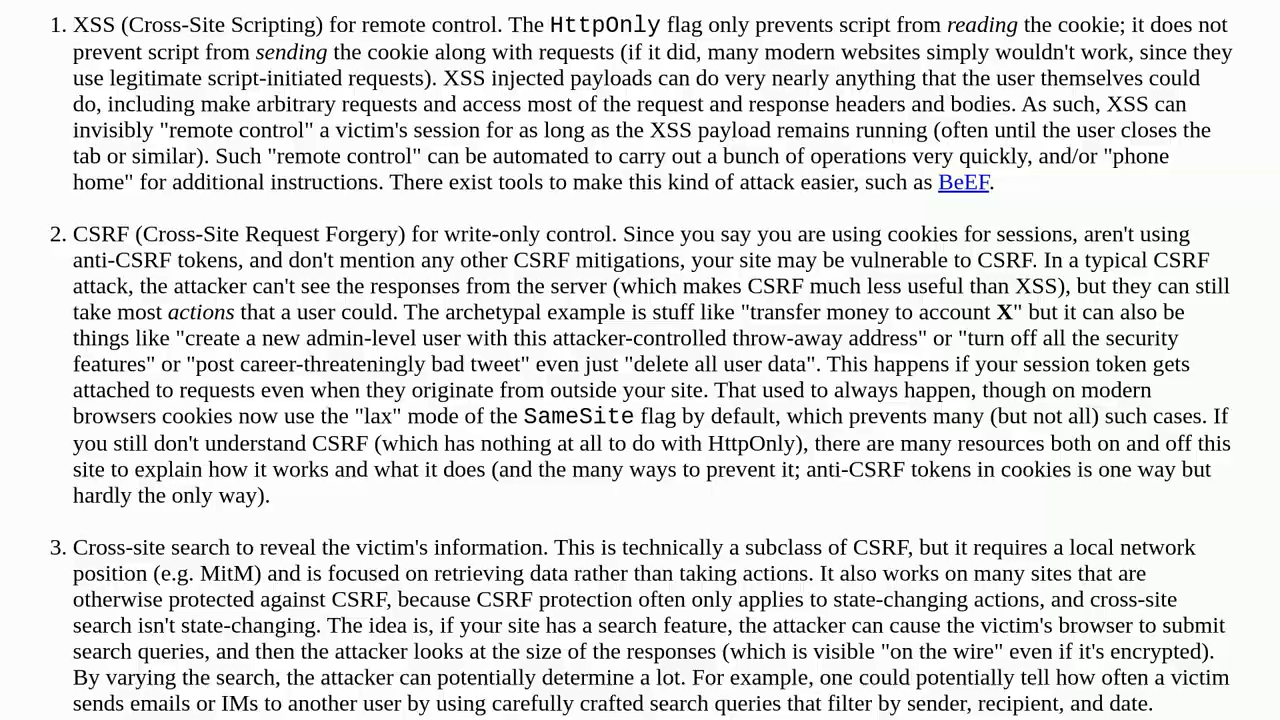 1. XSS (Cross-Site Scripting) for remote control. The HttpOnly flag only prevents script from reading the cookie; it does not
prevent script from sending the cookie along with requests (if it did, many modern websites simply wouldn't work, since they
use legitimate script-initiated requests). XSS injected payloads can do very nearly anything that the user themselves could
do, including make arbitrary requests and access most of the request and response headers and bodies. As such, XSS can
invisibly "remote control" a victim's session for as long as the XSS payload remains running (often until the user closes the
tab or similar). Such "remote control" can be automated to carry out a bunch of operations very quickly, and/or "phone
home" for additional instructions. There exist tools to make this kind of attack easier, such as BeEF.
2. CSRF (Cross-Site Request Forgery) for write-only control. Since you say you are using cookies for sessions, aren't using
anti-CSRF tokens, and don't mention any other CSRF mitigations, your site may be vulnerable to CSRF. In a typical CSRF
attack, the attacker can't see the responses from the server (which makes CSRF much less useful than XSS), but they can still
take most actions that a user could. The archetypal example is stuff like "transfer money to account X" but it can also be
things like "create a new admin-level user with this attacker-controlled throw-away address" or "turn off all the security
features" or "post career-threateningly bad tweet" even just "delete all user data". This happens if your session token gets
attached to requests even when they originate from outside your site. That used to always happen, though on modern
browsers cookies now use the "lax" mode of the SameSite flag by default, which prevents many (but not all) such cases. If
you still don't understand CSRF (which has nothing at all to do with HttpOnly), there are many resources both on and off this
site to explain how it works and what it does (and the many ways to prevent it; anti-CSRF tokens in cookies is one way but
hardly the only way).
3. Cross-site search to reveal the victim's information. This is technically a subclass of CSRF, but it requires a local network
position (e.g. MitM) and is focused on retrieving data rather than taking actions. It also works on many sites that are
otherwise protected against CSRF, because CSRF protection often only applies to state-changing actions, and cross-site
search isn't state-changing. The idea is, if your site has a search feature, the attacker can cause the victim's browser to submit
search queries, and then the attacker looks at the size of the responses (which is visible "on the wire" even if it's encrypted).
By varying the search, the attacker can potentially determine a lot. For example, one could potentially tell how often a victim
sends emails or IMs to another user by using carefully crafted search queries that filter by sender, recipient, and date.